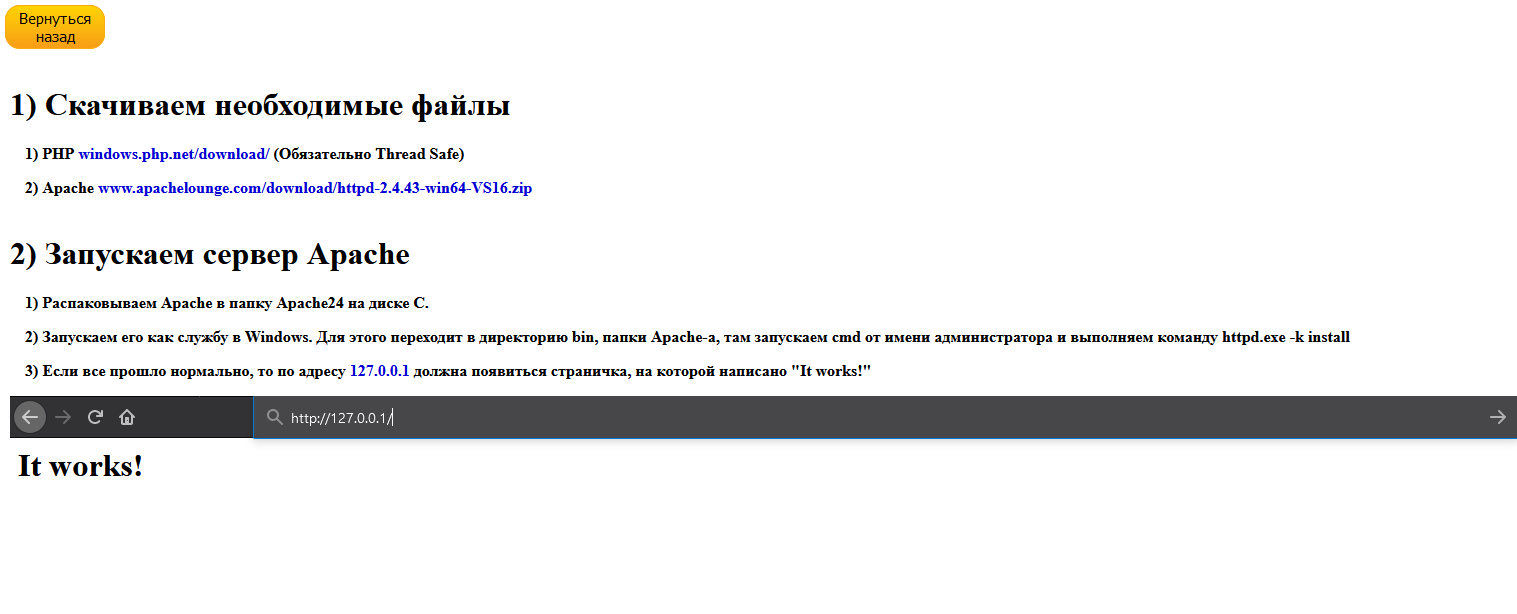 Вернуться
назад
1) Скачиваем необходимые файлы
1) PHP windows.php.net/download/ (Обязательно Thread Safe)
2) Apache www.apachelounge.com/download/httpd-2.4.43-win64-VS16.zip
2) Запускаем сервер Apache
1) Распаковываем Apache в папку Apache24 на диске C.
2) Запускаем его как службу в Windows. Для этого переходит в директорию bin, папки Apache-а, там запускаем cmd от имени администратора и выполняем команду httpd.exe -k install
3) Если все прошло нормально, то по адресу 127.0.0.1 должна появиться страничка, на которой написано "It works!"
http://127.0.0.1/
It works!